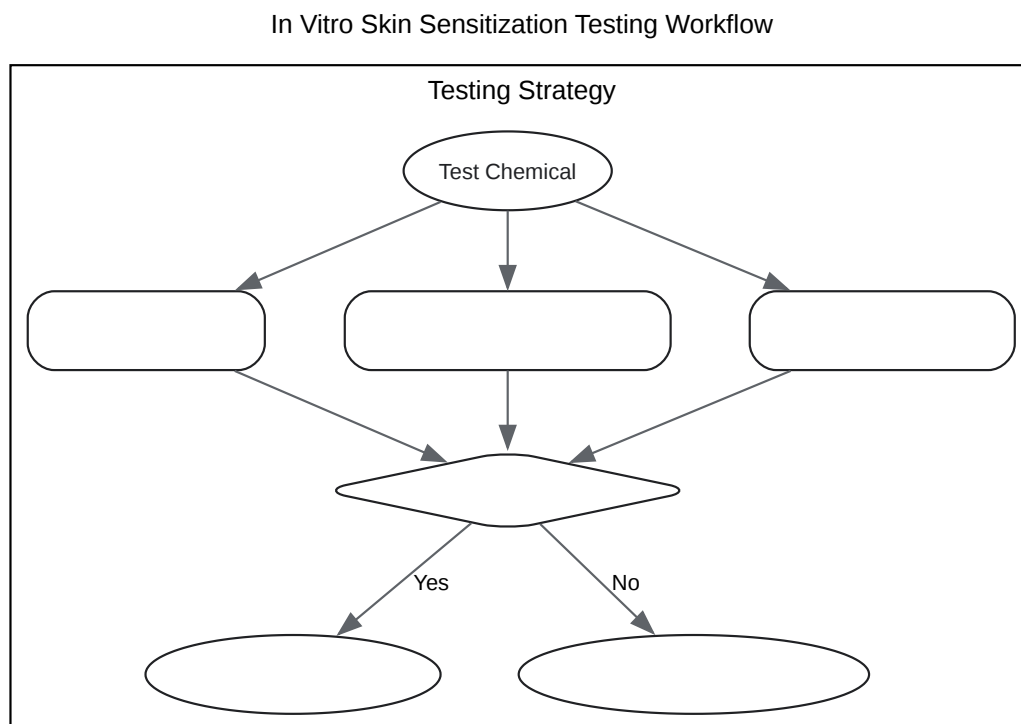 In Vitro Skin Sensitization Testing Workflow
Testing Strategy
Test Chemical
Yes
No